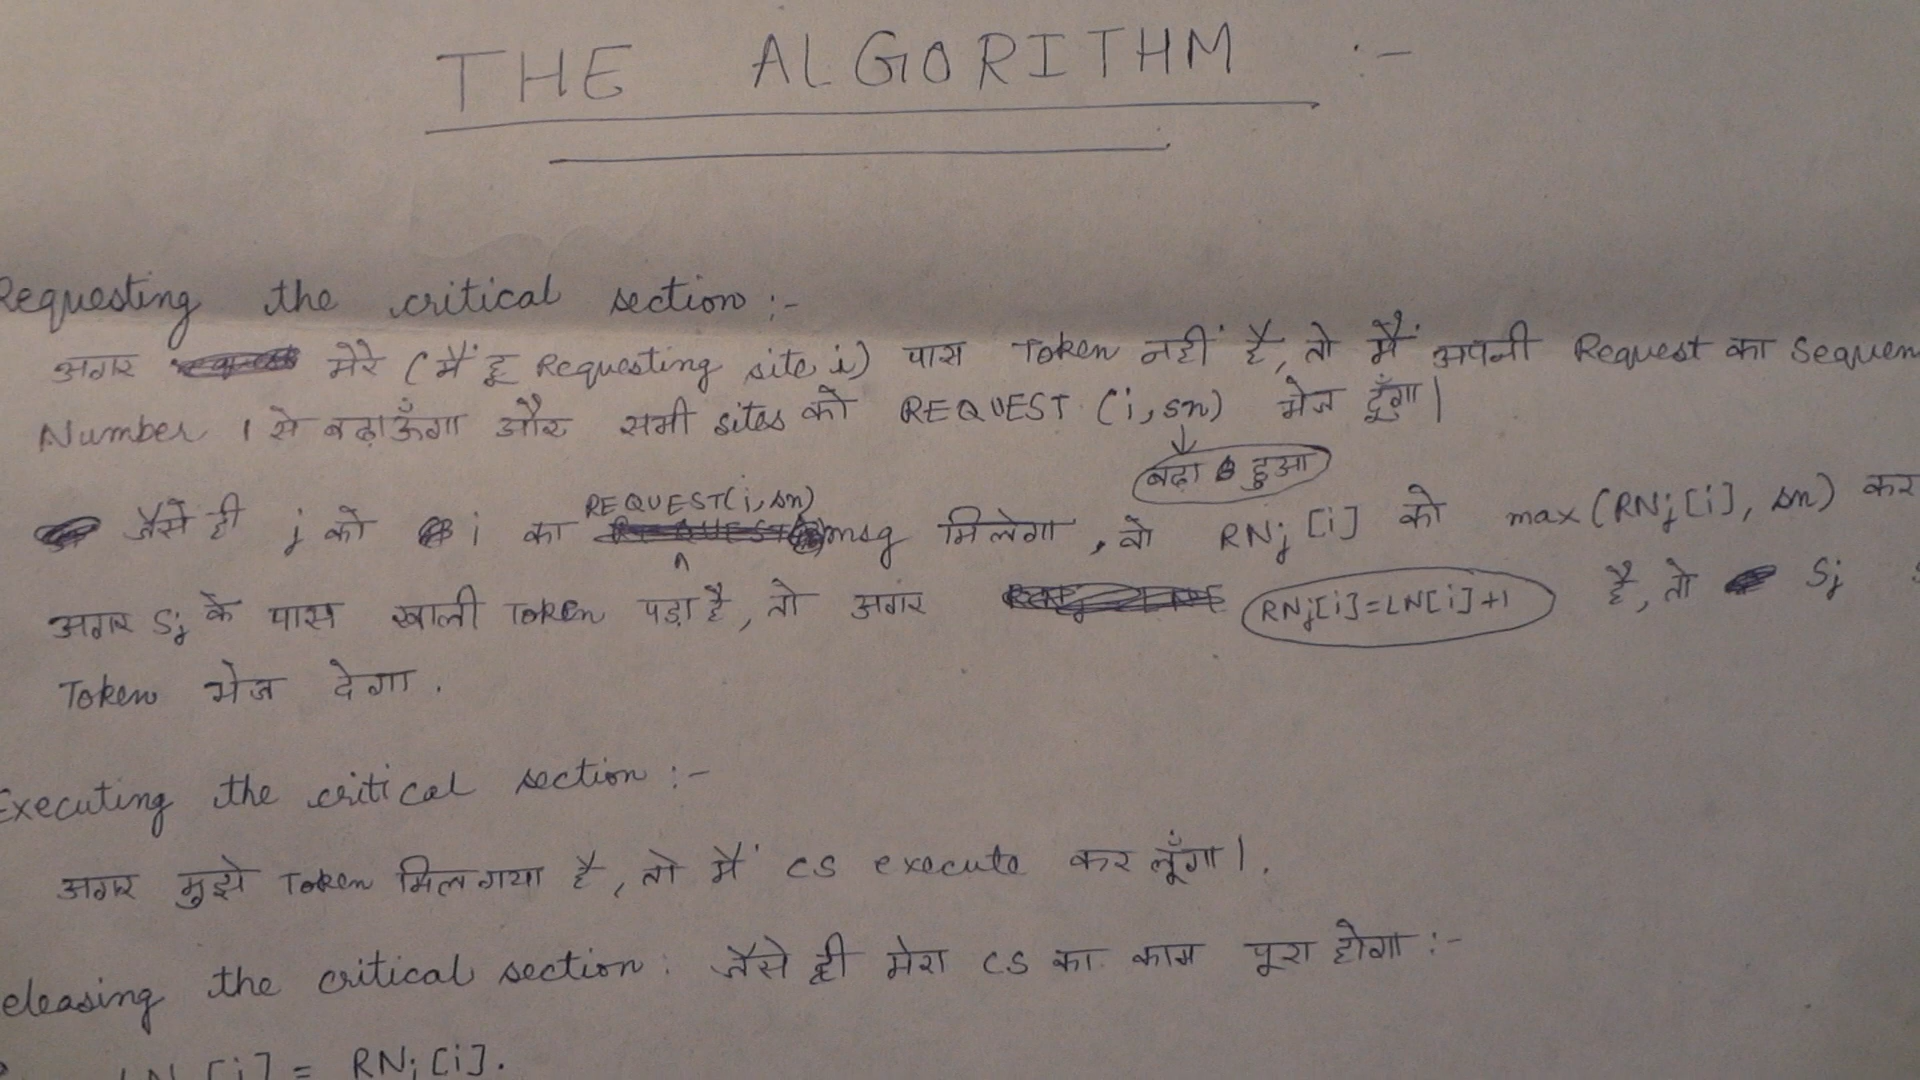 THE ALGORITHM :-
Requesting the critical section :-
अगर मेरे (मैं हू Requesting site i) पास Token नहीं है, तो मैं अपनी Request का Sequen
Number 1 से बढ़ाऊँगा और सभी sites को REQUEST (i, sn) भेज दूँगा।
बढ़ा हुआ
जैसे ही j को i का REQUEST(i, sn) msg मिलेगा, वो RNj [i] को max (RNj[i], sn) कर
अगर Sj के पास खाली Token पड़ा है, तो अगर RNj[i]=LN[i]+1 है, तो Sj
Token भेज देगा.
Executing the critical section :-
अगर मुझे Token मिल गया है, तो मैं CS execute कर लूँगा।.
eleasing the critical section: जैसे ही मेरा CS का काम पूरा होगा :-
LN [i] = RNi [i].